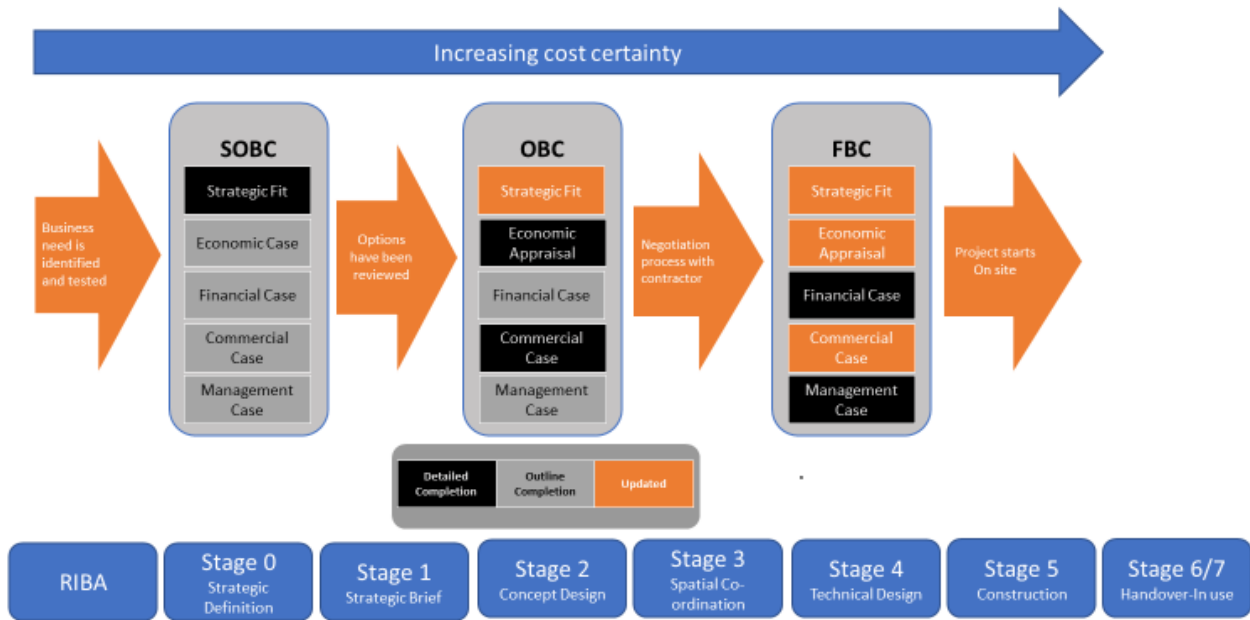 Increasing cost certainty
Business
need is
identified
and tested
SOBC
Strategic Fit
Economic Case
Financial Case
Commercial
Case
Management
Case
Options
have been
reviewed
OBC
Strategic Fit
Economic
Appraisal
Financial Case
Commercial
Case
Management
Case
Negotiation
process with
contractor
FBC
Strategic Fit
Economic
Appraisal
Financial Case
Commercial
Case
Management
Case
Project starts
On site
Detailed
Completion
Outline
Completion
Updated
.
RIBA
Stage 0
Strategic
Definition
Stage 1
Strategic Brief
Stage 2
Concept Design
Stage 3
Spatial Co-
ordination
Stage 4
Technical Design
Stage 5
Construction
Stage 6/7
Handover-In use